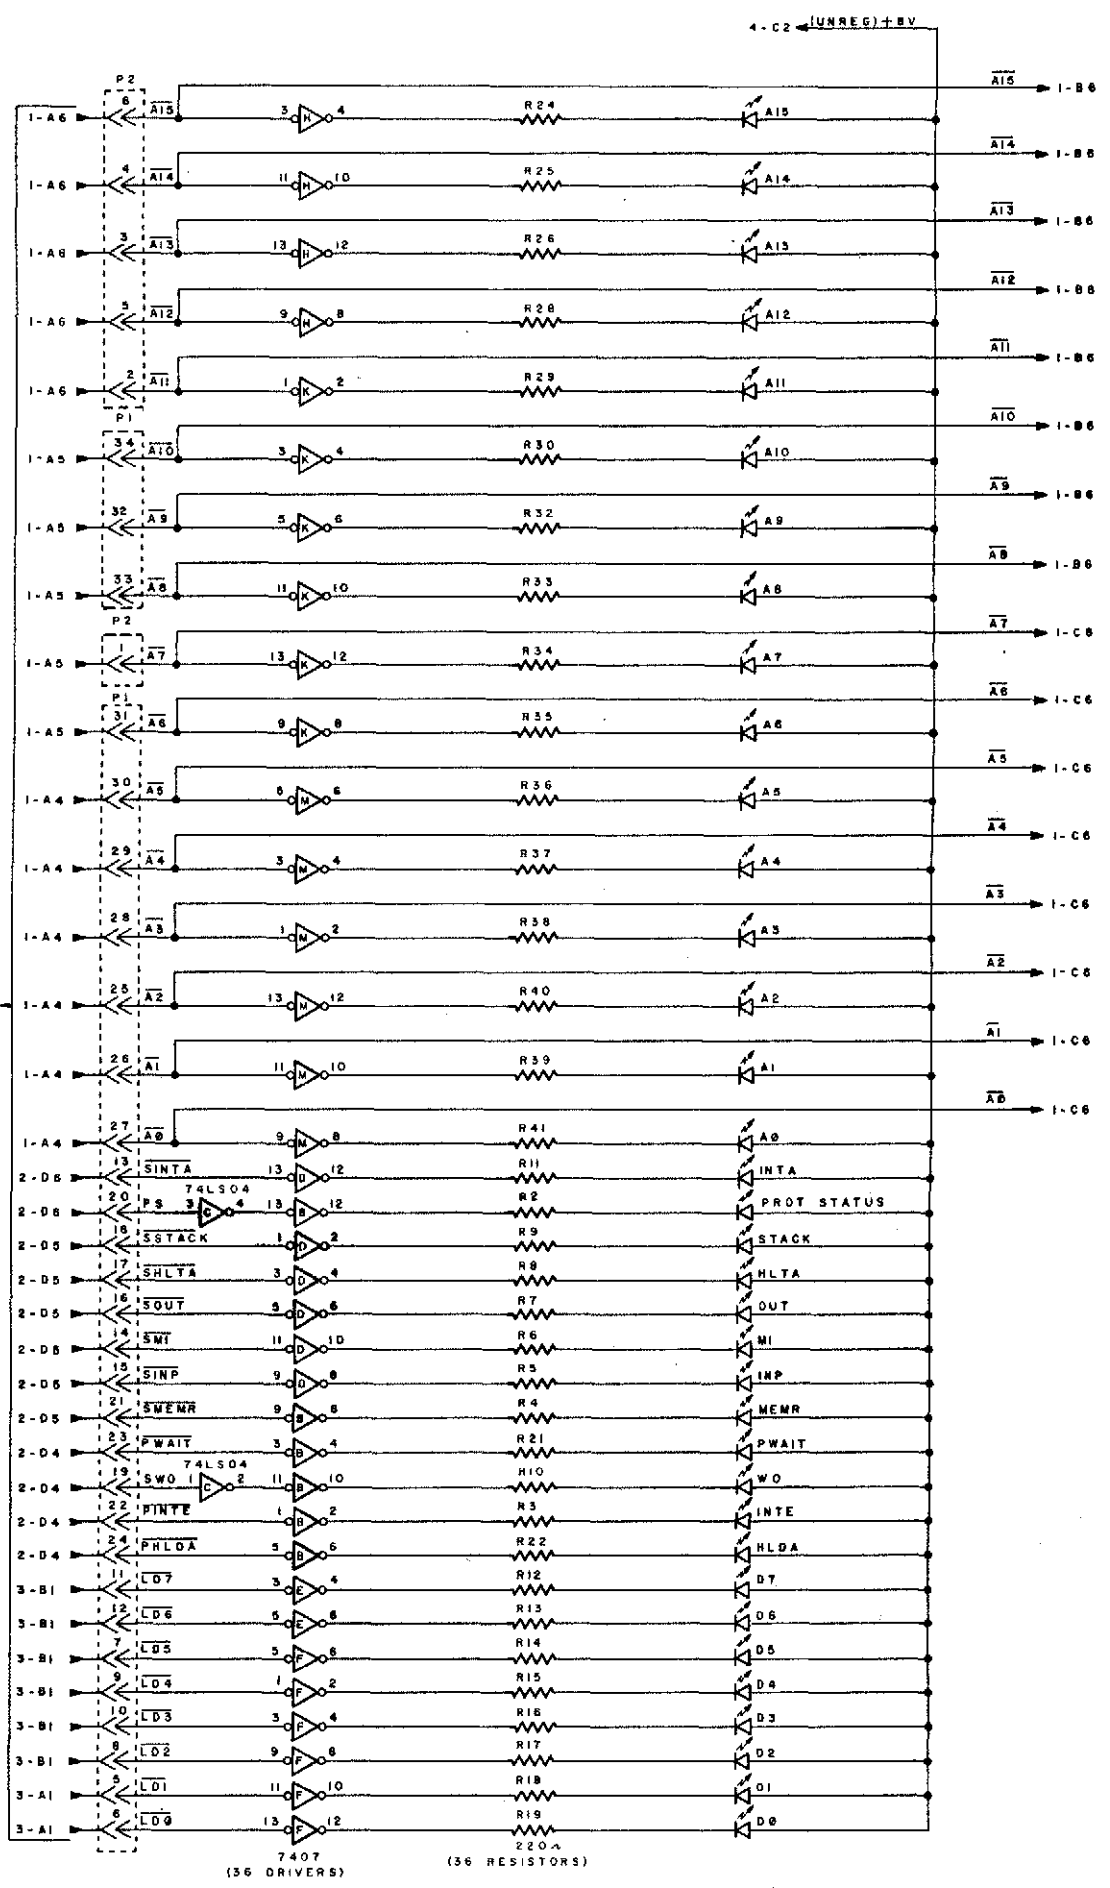 4-C2 (UNREG)+8V
P2
A15 1-B6
1-A6 6 A15 3 H 4 R24 A15
A14 1-B6
1-A6 4 A14 11 H 10 R25 A14
A13 1-B6
1-A6 3 A13 13 H 12 R26 A13
A12 1-B6
1-A6 5 A12 9 H 8 R28 A12
A11 1-B6
1-A6 2 A11 1 K 2 R29 A11
P1
A10 1-B6
1-A5 34 A10 3 K 4 R30 A10
A9 1-B6
1-A5 32 A9 5 K 6 R32 A9
A8 1-B6
1-A5 33 A8 11 K 10 R33 A8
P2
A7 1-C6
1-A5 1 A7 13 K 12 R34 A7
P1
A6 1-C6
1-A5 31 A6 9 K 8 R35 A6
A5 1-C6
1-A4 30 A5 5 M 6 R36 A5
A4 1-C6
1-A4 29 A4 3 M 4 R37 A4
A3 1-C6
1-A4 28 A3 1 M 2 R38 A3
A2 1-C6
1-A4 25 A2 13 M 12 R40 A2
A1 1-C6
1-A4 26 A1 11 M 10 R39 A1
A0 1-C6
1-A4 27 A0 9 M 8 R41 A0
2-D6 13 SINTA 13 D 12 R11 INTA
74LS04
2-D6 20 PS 3 C 4 13 B 12 R2 PROT STATUS
2-D5 18 SSTACK 1 D 2 R9 STACK
2-D5 17 SHLTA 3 D 4 R8 HLTA
2-D5 16 SOUT 5 D 6 R7 OUT
2-D5 14 SM1 11 D 10 R6 M1
2-D5 15 SINP 9 D 8 R5 INP
2-D5 21 SMEMR 9 B 8 R4 MEMR
2-D4 23 PWAIT 3 B 4 R21 PWAIT
74LS04
2-D4 19 SWO 1 C 2 11 B 10 R10 WO
2-D4 22 PINTE 1 B 2 R3 INTE
2-D4 24 PHLDA 5 B 6 R22 HLDA
3-B1 11 LD7 3 E 4 R12 D7
3-B1 12 LD6 5 E 6 R13 D6
3-B1 7 LD5 5 F 6 R14 D5
3-B1 9 LD4 1 F 2 R15 D4
3-B1 10 LD3 3 F 4 R16 D3
3-B1 8 LD2 9 F 8 R17 D2
3-A1 5 LD1 11 F 10 R18 D1
3-A1 6 LD0 13 F 12 R19 D0
7407
(36 DRIVERS)
220Ω
(36 RESISTORS)